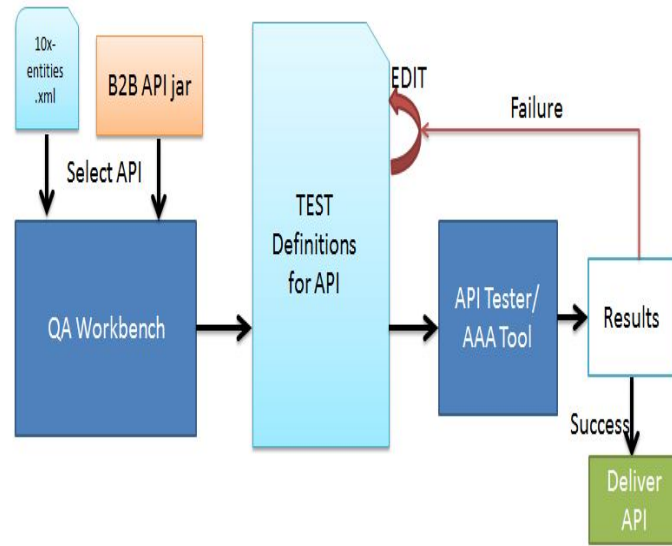 10x-
entities
.xml
B2B API jar
Select API
QA Workbench
TEST
Definitions
for API
EDIT
Failure
API Tester/
AAA Tool
Results
Success
Deliver
API